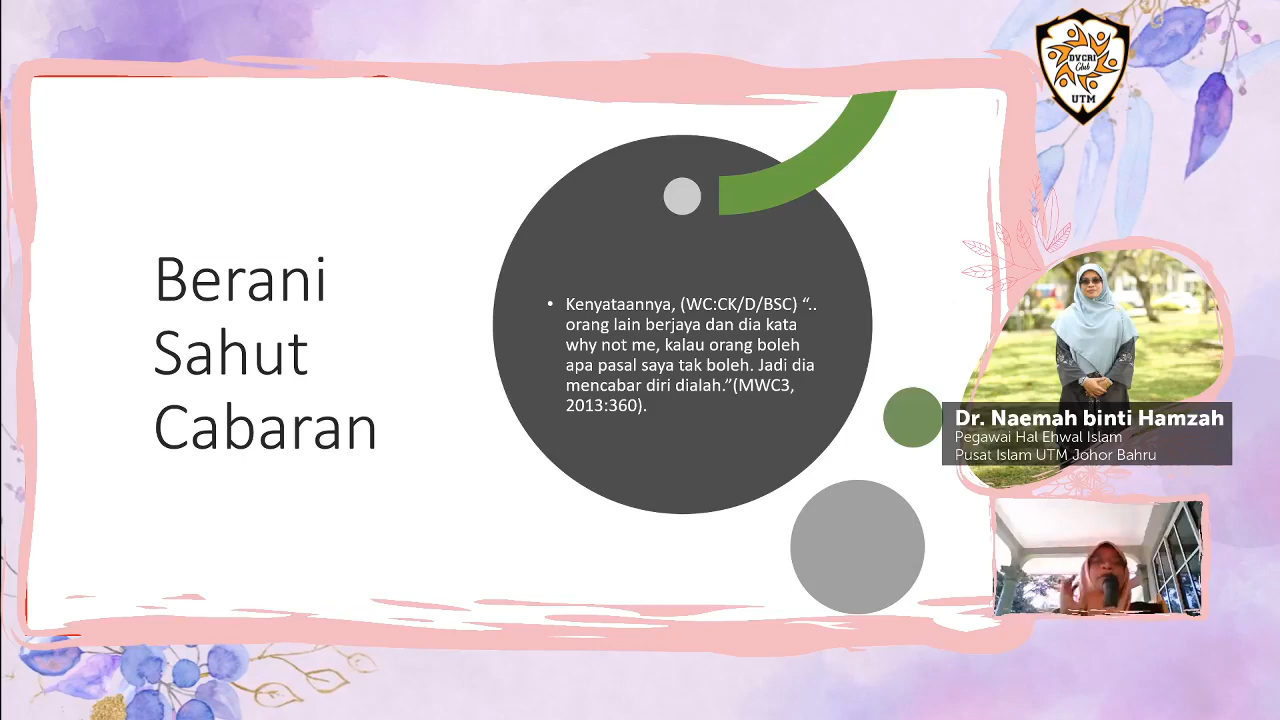 DVCRI
Club
UTM
Berani
Sahut
Cabaran
• Kenyataannya, (WC:CK/D/BSC) “..
orang lain berjaya dan dia kata
why not me, kalau orang boleh
apa pasal saya tak boleh. Jadi dia
mencabar diri dialah.”(MWC3,
2013:360).
Dr. Naemah binti Hamzah
Pegawai Hal Ehwal Islam
Pusat Islam UTM Johor Bahru